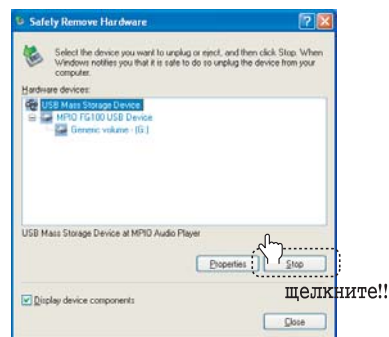 Safely Remove Hardware
Select the device you want to unplug or eject, and then click Stop. When
Windows notifies you that it is safe to do so unplug the device from your
computer.
Hardware devices:
USB Mass Storage Device
MPIO FG100 USB Device
Generic volume - (G:)
USB Mass Storage Device at MPIO Audio Player
Properties
Stop
щелкните!!
Display device components
Close